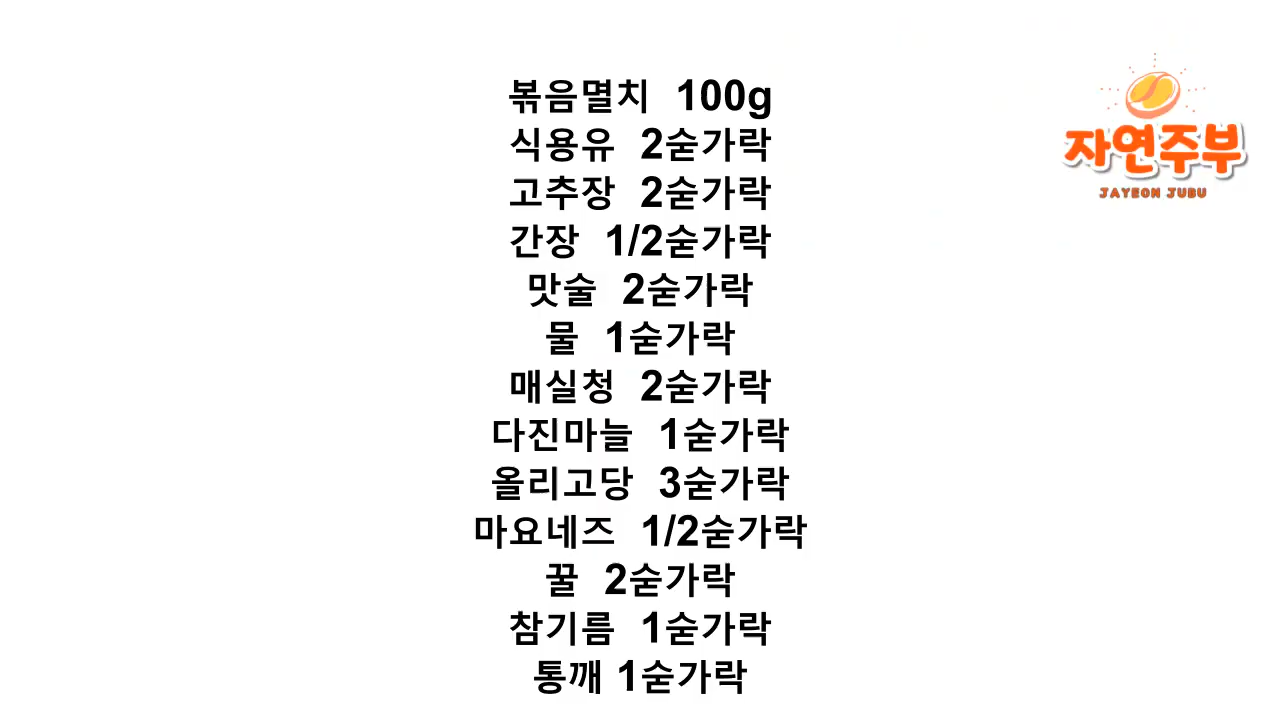 볶음멸치 100g
식용유 2숟가락
고추장 2숟가락
간장 1/2숟가락
맛술 2숟가락
물 1숟가락
매실청 2숟가락
다진마늘 1숟가락
올리고당 3숟가락
마요네즈 1/2숟가락
꿀 2숟가락
참기름 1숟가락
통깨 1숟가락
자연주부
JAYEON JUBU